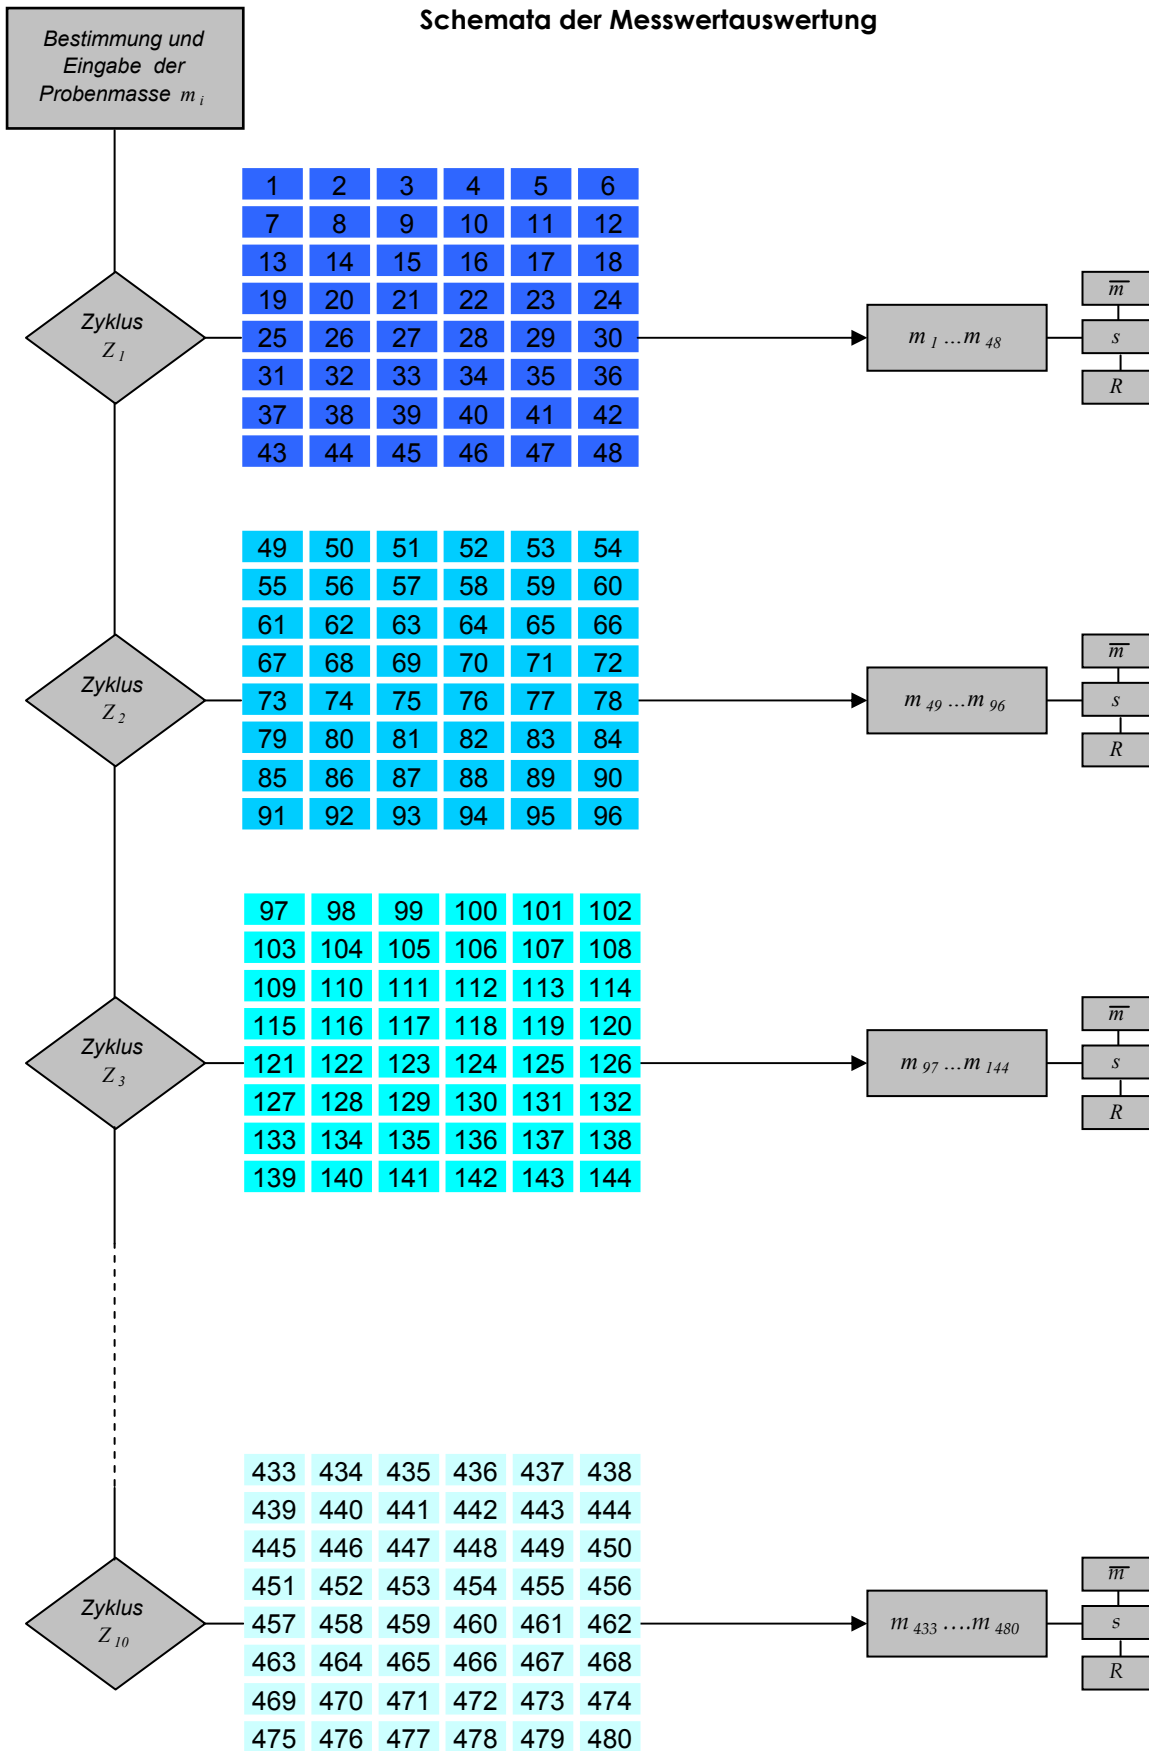 Schemata der Messwertauswertung
Bestimmung und
Eingabe der
Probenmasse m i
1 2 3 4 5 6
7 8 9 10 11 12
13 14 15 16 17 18
19 20 21 22 23 24
25 26 27 28 29 30
31 32 33 34 35 36
37 38 39 40 41 42
43 44 45 46 47 48
Zyklus
Z 1
m 1 ...m 48
m̅
s
R
49 50 51 52 53 54
55 56 57 58 59 60
61 62 63 64 65 66
67 68 69 70 71 72
73 74 75 76 77 78
79 80 81 82 83 84
85 86 87 88 89 90
91 92 93 94 95 96
Zyklus
Z 2
m 49 ...m 96
m̅
s
R
97 98 99 100 101 102
103 104 105 106 107 108
109 110 111 112 113 114
115 116 117 118 119 120
121 122 123 124 125 126
127 128 129 130 131 132
133 134 135 136 137 138
139 140 141 142 143 144
Zyklus
Z 3
m 97 ...m 144
m̅
s
R
433 434 435 436 437 438
439 440 441 442 443 444
445 446 447 448 449 450
451 452 453 454 455 456
457 458 459 460 461 462
463 464 465 466 467 468
469 470 471 472 473 474
475 476 477 478 479 480
Zyklus
Z 10
m 433 ....m 480
m̅
s
R